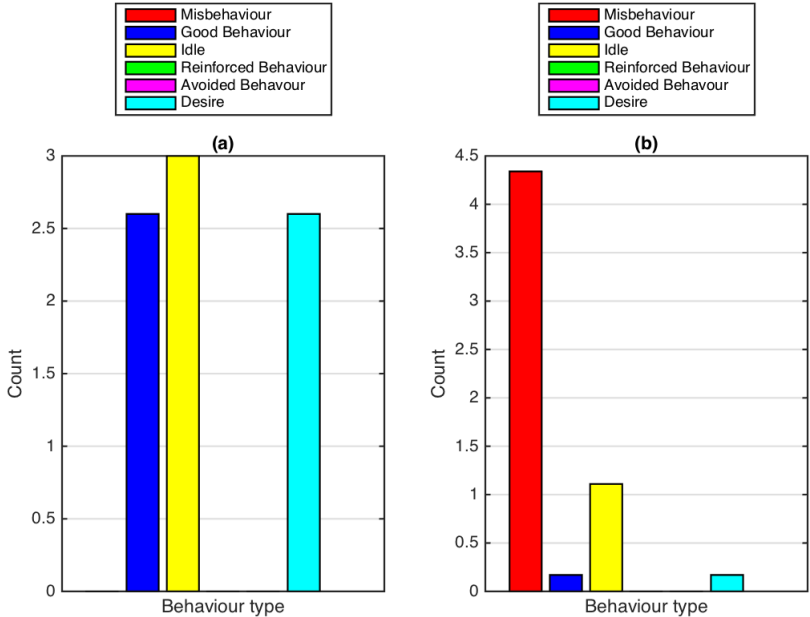 Misbehaviour
Good Behaviour
Idle
Reinforced Behaviour
Avoided Behavour
Desire
(a)
3
2.5
2
1.5
1
0.5
0
Count
Behaviour type
Misbehaviour
Good Behaviour
Idle
Reinforced Behaviour
Avoided Behavour
Desire
(b)
4.5
4
3.5
3
2.5
2
1.5
1
0.5
0
Count
Behaviour type